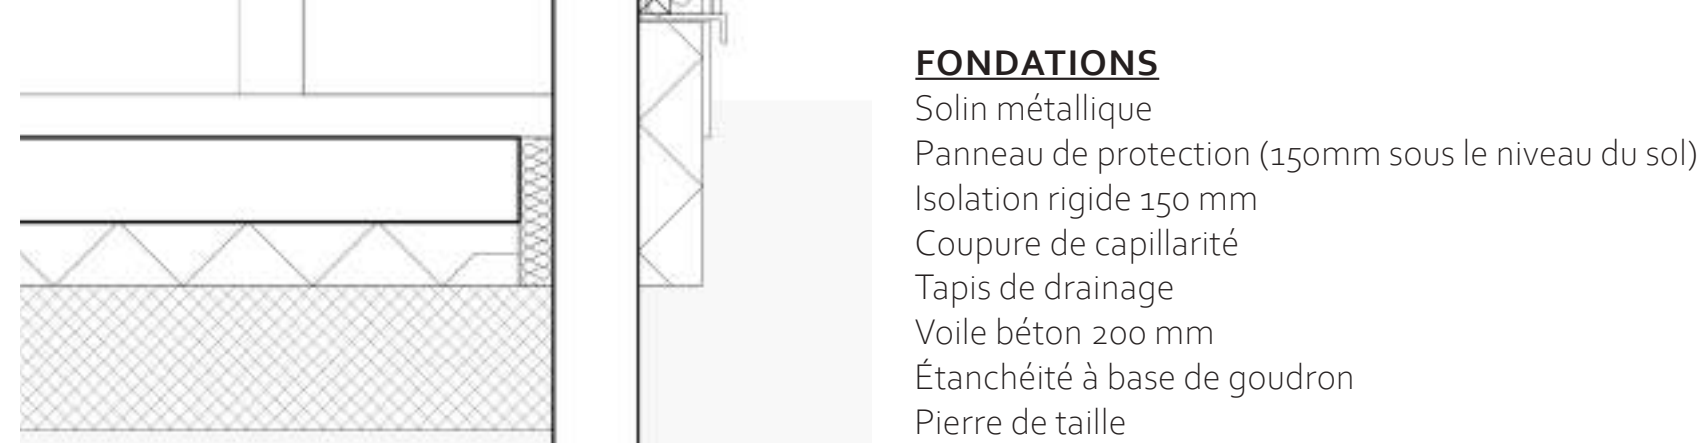 FONDATIONS
Solin métallique
Panneau de protection (150mm sous le niveau du sol)
Isolation rigide 150 mm
Coupure de capillarité
Tapis de drainage
Voile béton 200 mm
Étanchéité à base de goudron
Pierre de taille